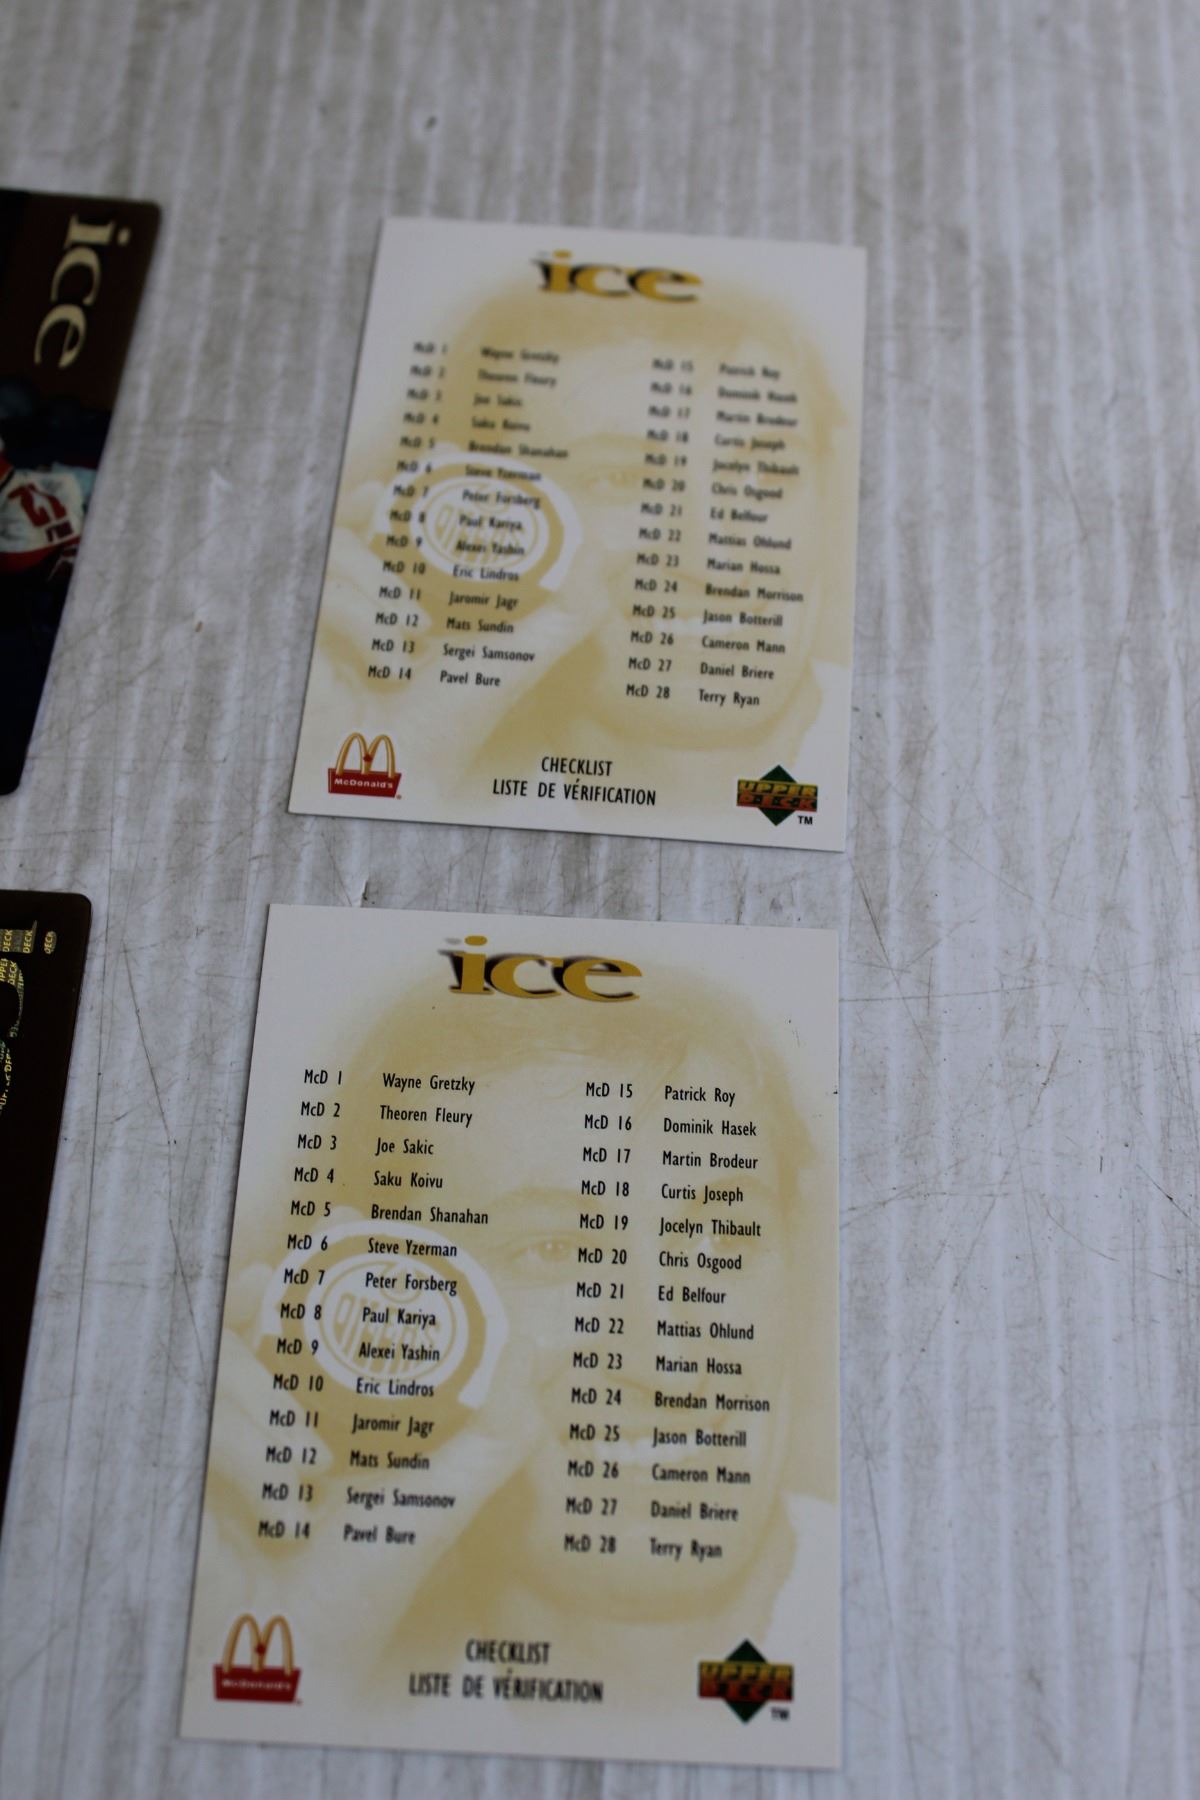 ice
ice
McD 1 Wayne Gretzky
McD 2 Theoren Fleury
McD 3 Joe Sakic
McD 4 Saku Koivu
McD 5 Brendan Shanahan
McD 6 Steve Yzerman
McD 7 Peter Forsberg
McD 8 Paul Kariya
McD 9 Alexei Yashin
McD 10 Eric Lindros
McD 11 Jaromir Jagr
McD 12 Mats Sundin
McD 13 Sergei Samsonov
McD 14 Pavel Bure
McD 15 Patrick Roy
McD 16 Dominik Hasek
McD 17 Martin Brodeur
McD 18 Curtis Joseph
McD 19 Jocelyn Thibault
McD 20 Chris Osgood
McD 21 Ed Belfour
McD 22 Mattias Ohlund
McD 23 Marian Hossa
McD 24 Brendan Morrison
McD 25 Jason Botterill
McD 26 Cameron Mann
McD 27 Daniel Briere
McD 28 Terry Ryan
McDonald's
CHECKLIST
LISTE DE VÉRIFICATION
UPPER
DECK
TM
ice
McD 1 Wayne Gretzky
McD 2 Theoren Fleury
McD 3 Joe Sakic
McD 4 Saku Koivu
McD 5 Brendan Shanahan
McD 6 Steve Yzerman
McD 7 Peter Forsberg
McD 8 Paul Kariya
McD 9 Alexei Yashin
McD 10 Eric Lindros
McD 11 Jaromir Jagr
McD 12 Mats Sundin
McD 13 Sergei Samsonov
McD 14 Pavel Bure
McD 15 Patrick Roy
McD 16 Dominik Hasek
McD 17 Martin Brodeur
McD 18 Curtis Joseph
McD 19 Jocelyn Thibault
McD 20 Chris Osgood
McD 21 Ed Belfour
McD 22 Mattias Ohlund
McD 23 Marian Hossa
McD 24 Brendan Morrison
McD 25 Jason Botterill
McD 26 Cameron Mann
McD 27 Daniel Briere
McD 28 Terry Ryan
OILERS
McDonald's
CHECKLIST
LISTE DE VÉRIFICATION
UPPER
DECK
TM